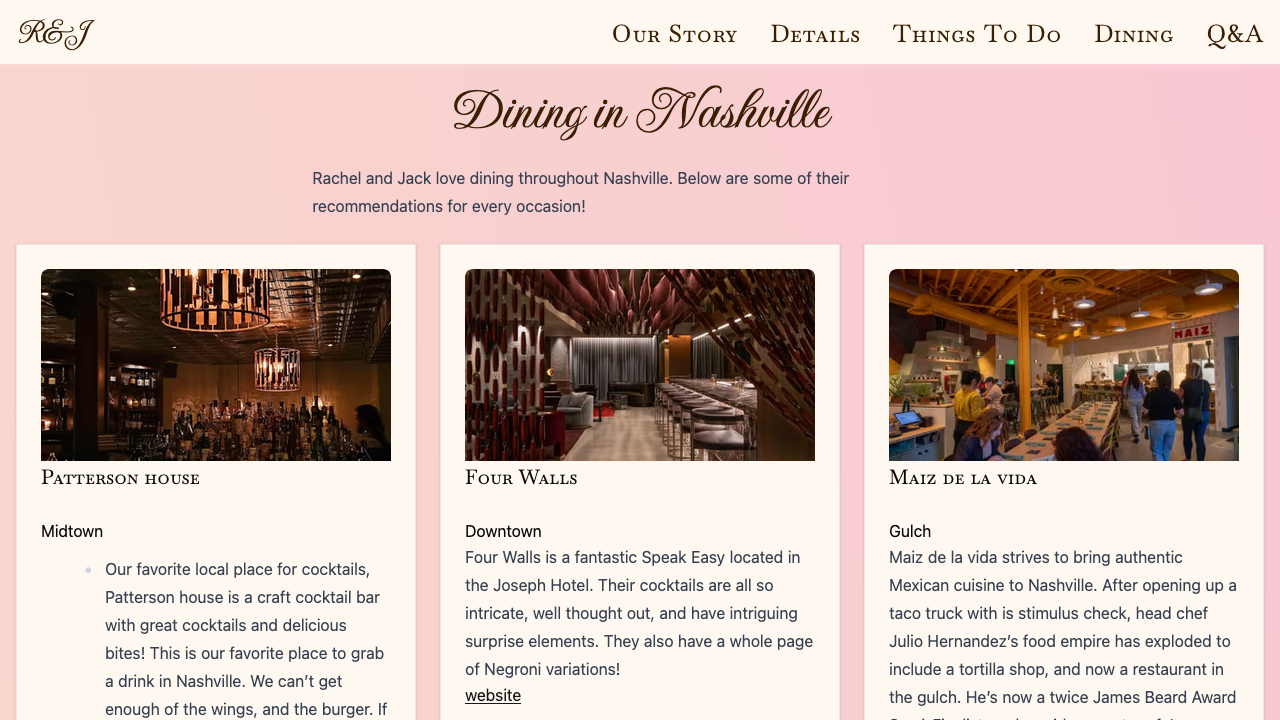 R&J
Our Story Details Things To Do Dining Q&A
Dining in Nashville
Rachel and Jack love dining throughout Nashville. Below are some of their
recommendations for every occasion!
MAIZ
Patterson house
Midtown
Our favorite local place for cocktails,
Patterson house is a craft cocktail bar
with great cocktails and delicious
bites! This is our favorite place to grab
a drink in Nashville. We can’t get
enough of the wings, and the burger. If
Four Walls
Downtown
Four Walls is a fantastic Speak Easy located in
the Joseph Hotel. Their cocktails are all so
intricate, well thought out, and have intriguing
surprise elements. They also have a whole page
of Negroni variations!
website
Maiz de la vida
Gulch
Maiz de la vida strives to bring authentic
Mexican cuisine to Nashville. After opening up a
taco truck with is stimulus check, head chef
Julio Hernandez’s food empire has exploded to
include a tortilla shop, and now a restaurant in
the gulch. He’s now a twice James Beard Award